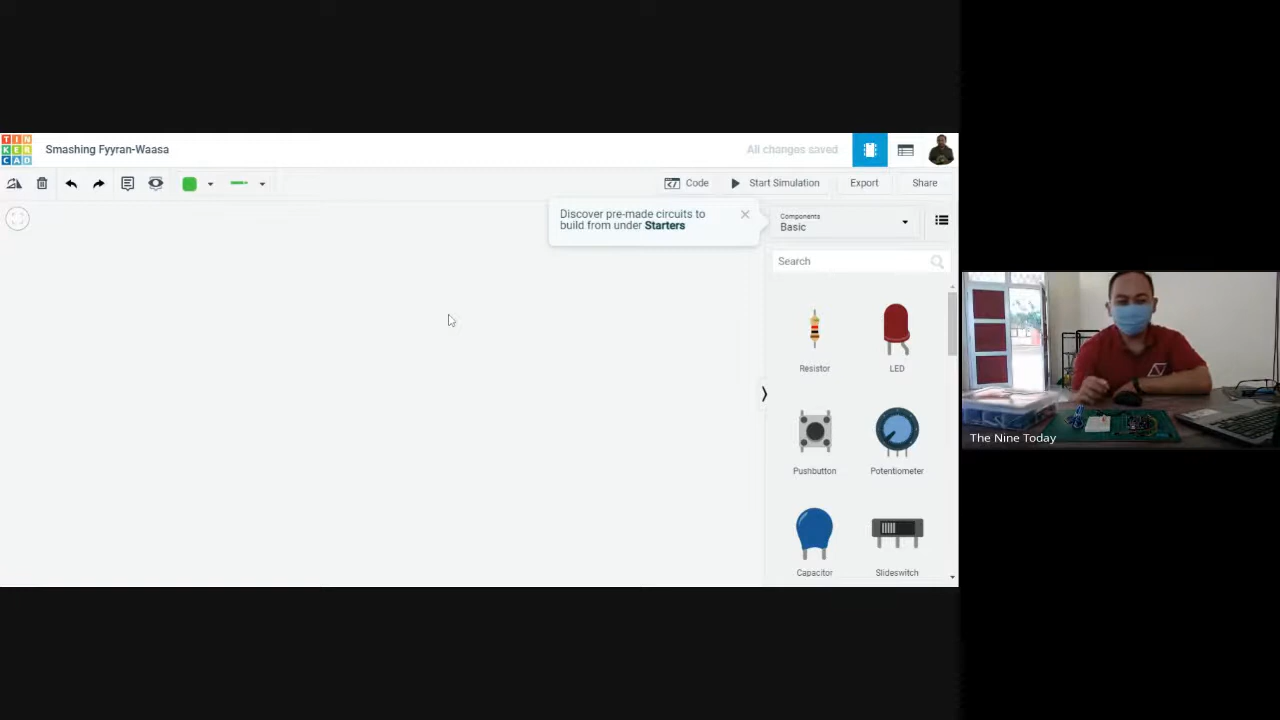 TIN
KER
CAD
Smashing Fyyran-Waasa
All changes saved
Code
Start Simulation
Export
Share
Discover pre-made circuits to
build from under Starters
Components
Basic
Search
Resistor
LED
Pushbutton
Potentiometer
Capacitor
Slideswitch
The Nine Today